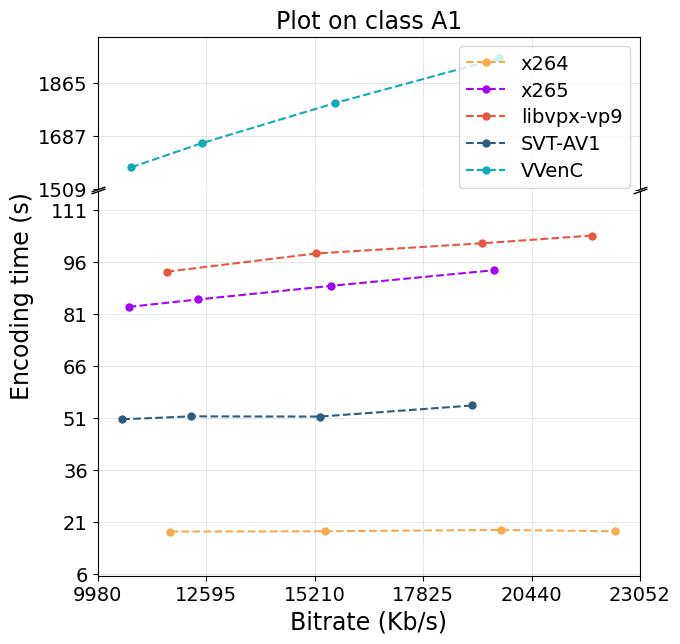 Plot on class A1
x264
x265
libvpx-vp9
SVT-AV1
VVenC
1865
1687
1509
111
96
81
66
51
36
21
6
Encoding time (s)
9980 12595 15210 17825 20440 23052
Bitrate (Kb/s)